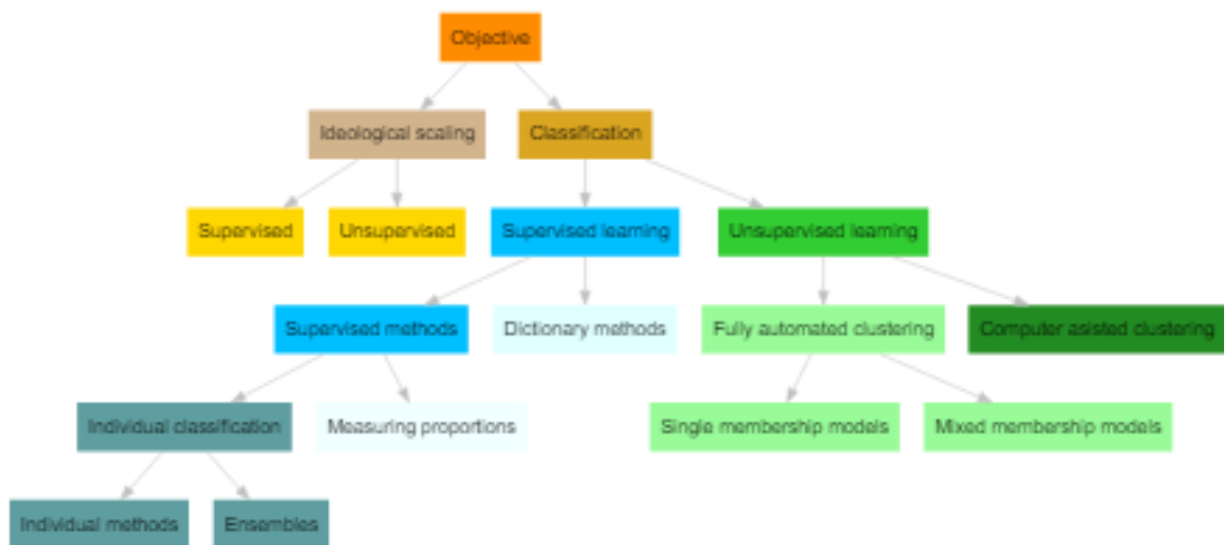 Objective
Ideological scaling
Classification
Supervised
Unsupervised
Supervised learning
Unsupervised learning
Supervised methods
Dictionary methods
Fully automated clustering
Computer asisted clustering
Individual classification
Measuring proportions
Single membership models
Mixed membership models
Individual methods
Ensembles